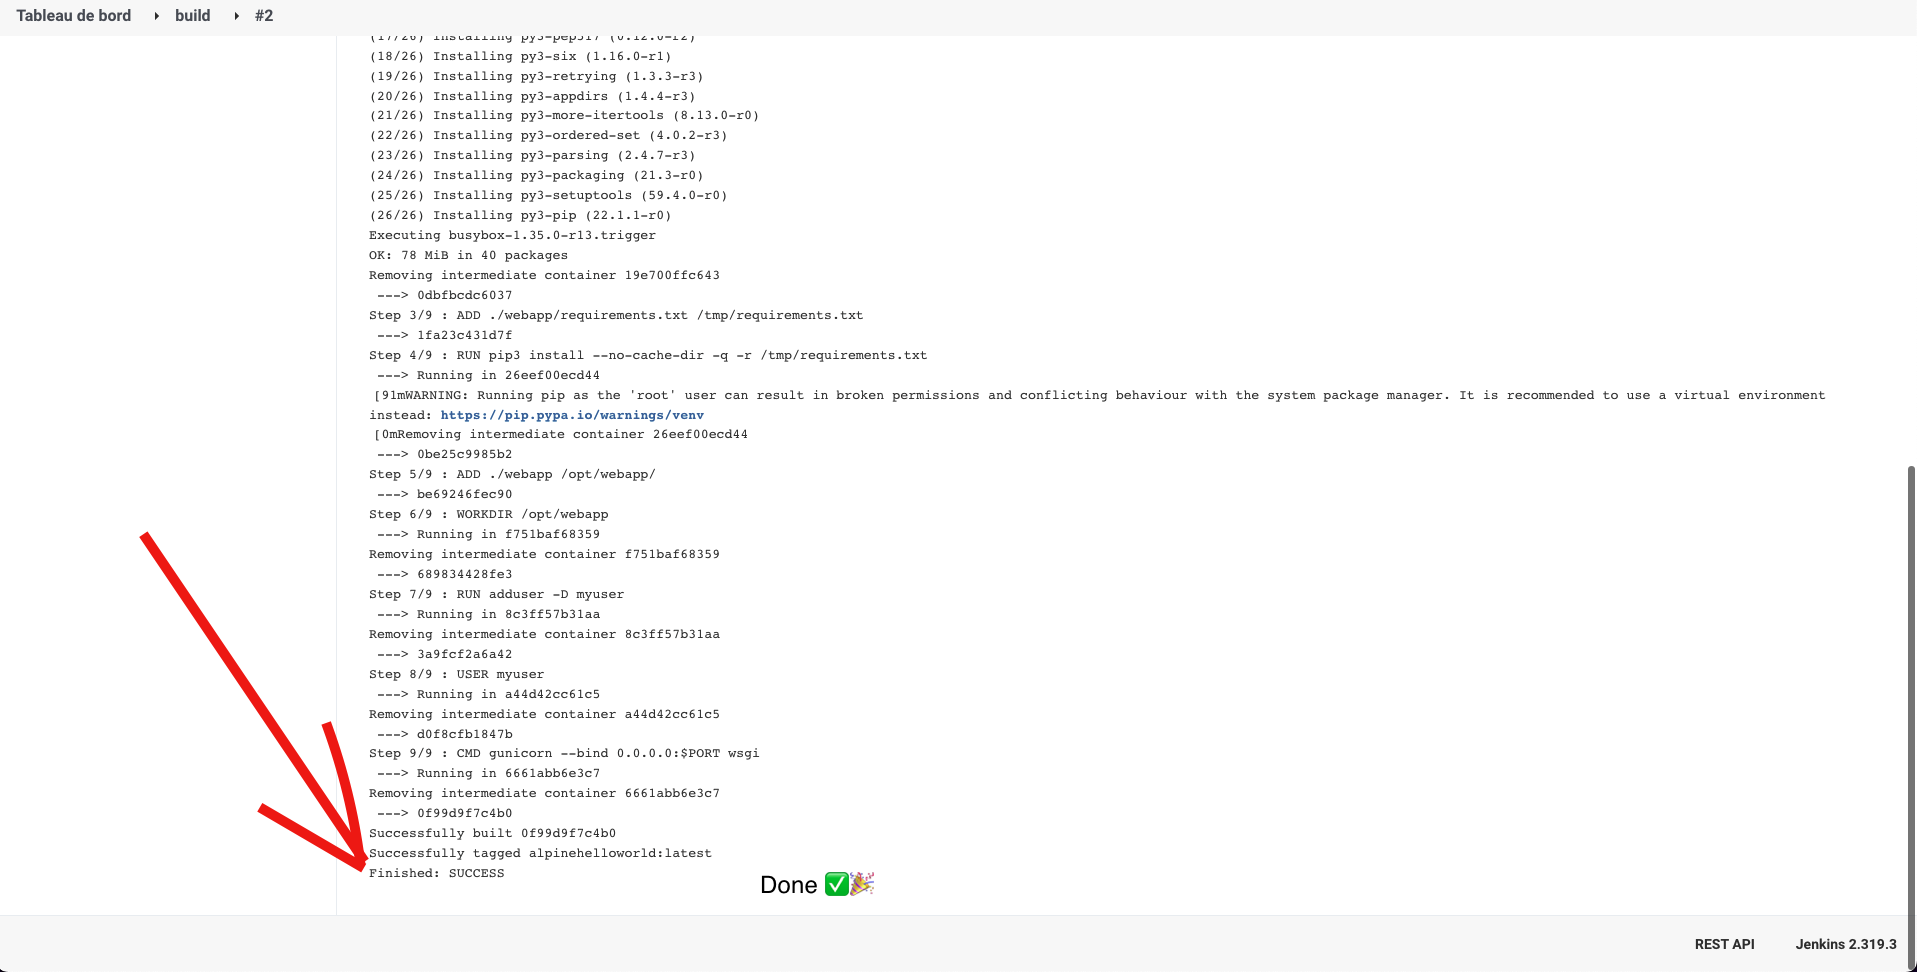 Tableau de bord ▸ build ▸ #2
(17/26) Installing py3-pep517 (0.12.0-r2)
(18/26) Installing py3-six (1.16.0-r1)
(19/26) Installing py3-retrying (1.3.3-r3)
(20/26) Installing py3-appdirs (1.4.4-r3)
(21/26) Installing py3-more-itertools (8.13.0-r0)
(22/26) Installing py3-ordered-set (4.0.2-r3)
(23/26) Installing py3-parsing (2.4.7-r3)
(24/26) Installing py3-packaging (21.3-r0)
(25/26) Installing py3-setuptools (59.4.0-r0)
(26/26) Installing py3-pip (22.1.1-r0)
Executing busybox-1.35.0-r13.trigger
OK: 78 MiB in 40 packages
Removing intermediate container 19e700ffc643
---> 0dbfbcdc6037
Step 3/9 : ADD ./webapp/requirements.txt /tmp/requirements.txt
---> 1fa23c431d7f
Step 4/9 : RUN pip3 install --no-cache-dir -q -r /tmp/requirements.txt
---> Running in 26eef00ecd44
[91mWARNING: Running pip as the 'root' user can result in broken permissions and conflicting behaviour with the system package manager. It is recommended to use a virtual environment
instead: https://pip.pypa.io/warnings/venv
[0mRemoving intermediate container 26eef00ecd44
---> 0be25c9985b2
Step 5/9 : ADD ./webapp /opt/webapp/
---> be69246fec90
Step 6/9 : WORKDIR /opt/webapp
---> Running in f751baf68359
Removing intermediate container f751baf68359
---> 689834428fe3
Step 7/9 : RUN adduser -D myuser
---> Running in 8c3ff57b31aa
Removing intermediate container 8c3ff57b31aa
---> 3a9fcf2a6a42
Step 8/9 : USER myuser
---> Running in a44d42cc61c5
Removing intermediate container a44d42cc61c5
---> d0f8cfb1847b
Step 9/9 : CMD gunicorn --bind 0.0.0.0:$PORT wsgi
---> Running in 6661abb6e3c7
Removing intermediate container 6661abb6e3c7
---> 0f99d9f7c4b0
Successfully built 0f99d9f7c4b0
Successfully tagged alpinehelloworld:latest
Finished: SUCCESS
Done ✅🎉
REST API Jenkins 2.319.3